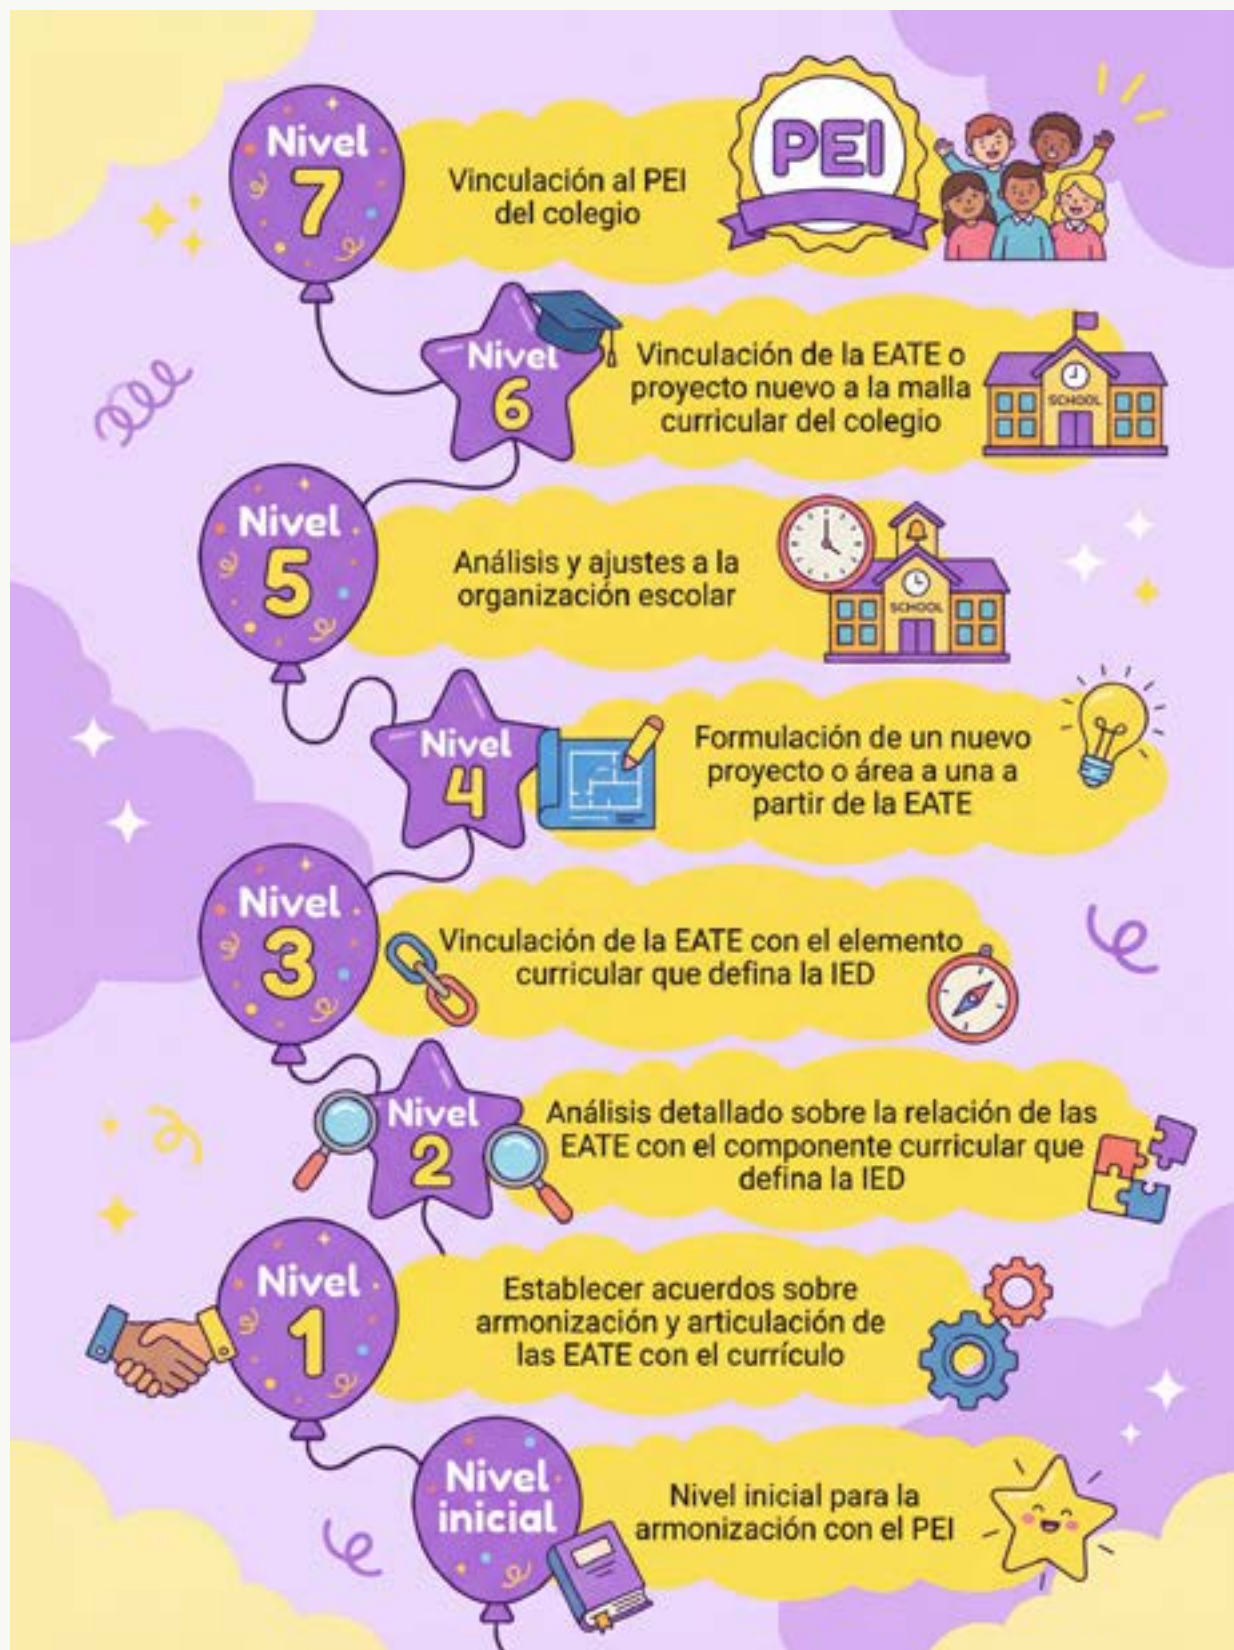 Nivel
7
Vinculación al PEI
del colegio
PEI
Nivel
6
Vinculación de la EATE o
proyecto nuevo a la malla
curricular del colegio
SCHOOL
Nivel
5
Análisis y ajustes a la
organización escolar
SCHOOL
Nivel
4
Formulación de un nuevo
proyecto o área a una a
partir de la EATE
Nivel
3
Vinculación de la EATE con el elemento
curricular que defina la IED
Nivel
2
Análisis detallado sobre la relación de las
EATE con el componente curricular que
defina la IED
Nivel
1
Establecer acuerdos sobre
armonización y articulación de
las EATE con el currículo
Nivel
inicial
Nivel inicial para la
armonización con el PEI